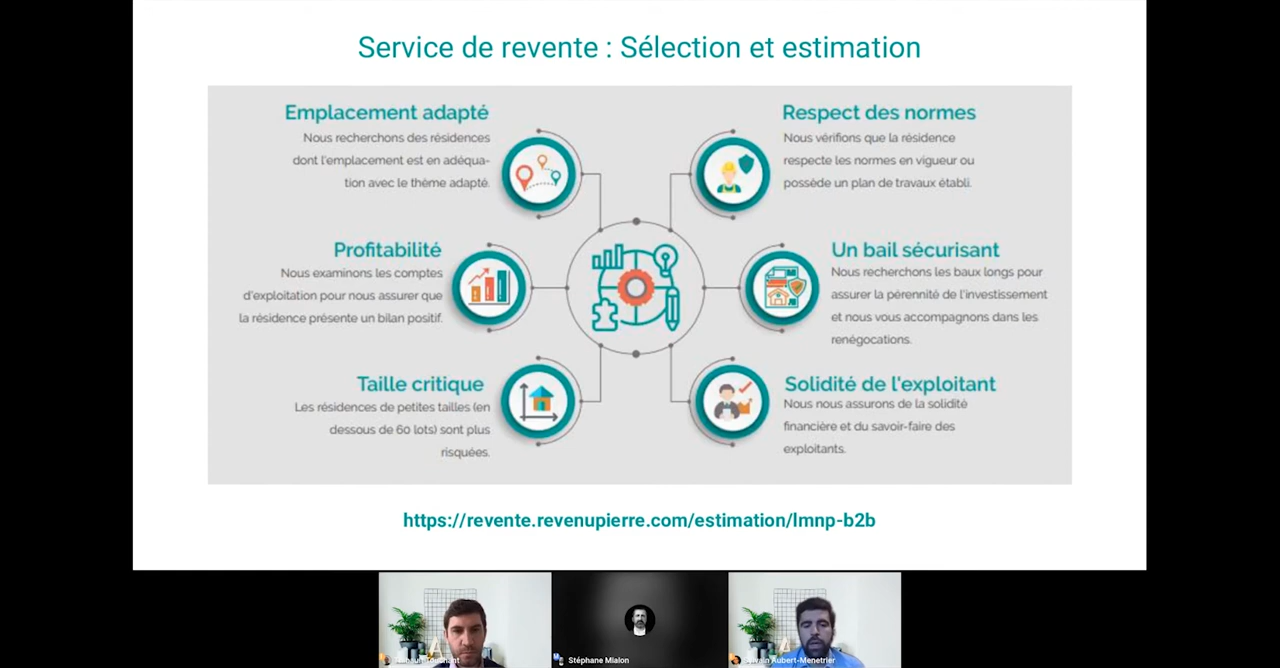 Service de revente : Sélection et estimation
Emplacement adapté
Nous recherchons des résidences
dont l'emplacement est en adéqua-
tion avec le thème adapté.
Respect des normes
Nous vérifions que la résidence
respecte les normes en vigueur ou
possède un plan de travaux établi.
Profitabilité
Nous examinons les comptes
d'exploitation pour nous assurer que
la résidence présente un bilan positif.
Un bail sécurisant
Nous recherchons les baux longs pour
assurer la pérennité de l'investissement
et nous vous accompagnons dans les
renégociations.
Taille critique
Les résidences de petites tailles (en
dessous de 60 lots) sont plus
risquées.
Solidité de l'exploitant
Nous nous assurons de la solidité
financière et du savoir-faire des
exploitants.
https://revente.revenupierre.com/estimation/lmnp-b2b
Stéphane Mialon
Aubert-Menetrier